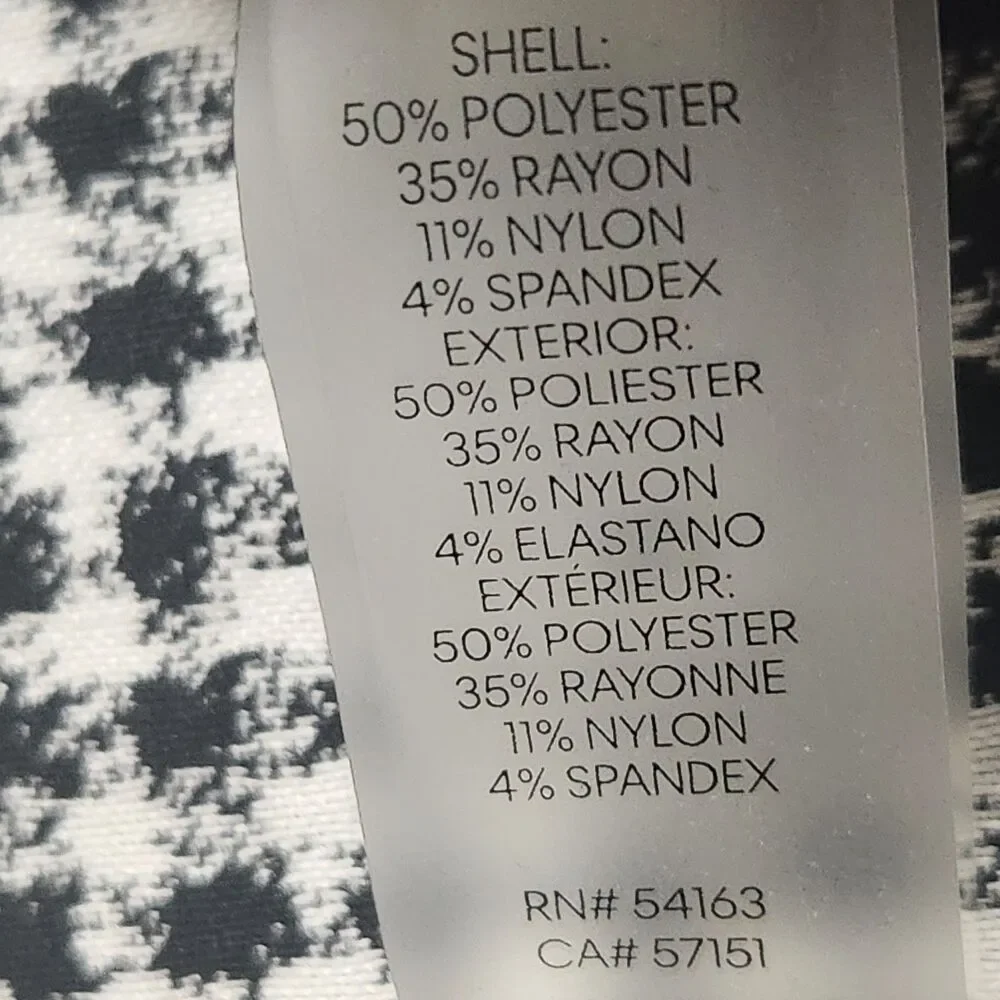 SHELL:
50% POLYESTER
35% RAYON
11% NYLON
4% SPANDEX
EXTERIOR:
50% POLIESTER
35% RAYON
11% NYLON
4% ELASTANO
EXTÉRIEUR:
50% POLYESTER
35% RAYONNE
11% NYLON
4% SPANDEX
RN# 54163
CA# 57151